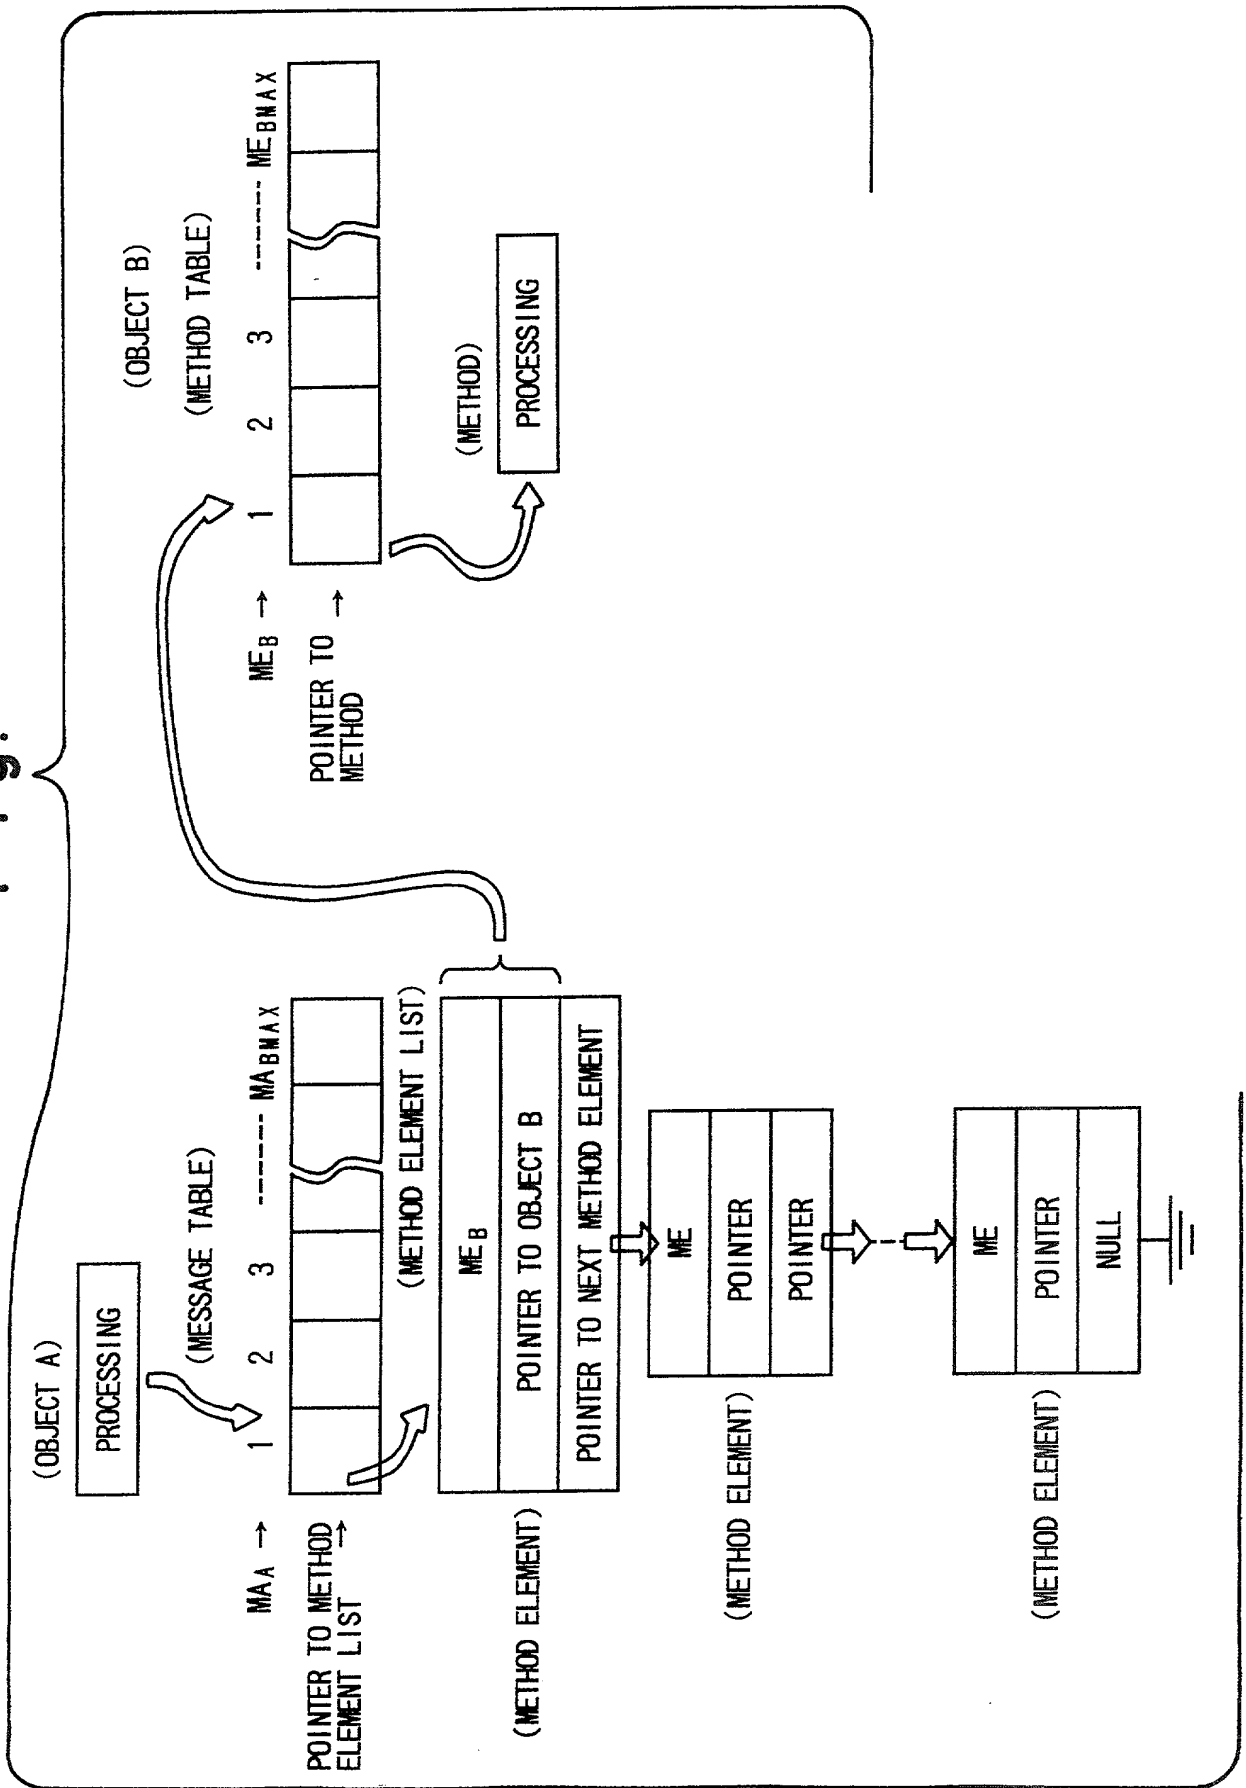 (OBJECT A)
PROCESSING
(MESSAGE TABLE)
MAA → 1 2 3 ------ MABMAX
POINTER TO METHOD
ELEMENT LIST →
(METHOD ELEMENT LIST)
(METHOD ELEMENT)
MEB
POINTER TO OBJECT B
POINTER TO NEXT METHOD ELEMENT
(METHOD ELEMENT)
ME
POINTER
POINTER
(METHOD ELEMENT)
ME
POINTER
NULL
(OBJECT B)
(METHOD TABLE)
MEB → 1 2 3 ------ MEBMAX
POINTER TO →
METHOD
(METHOD)
PROCESSING